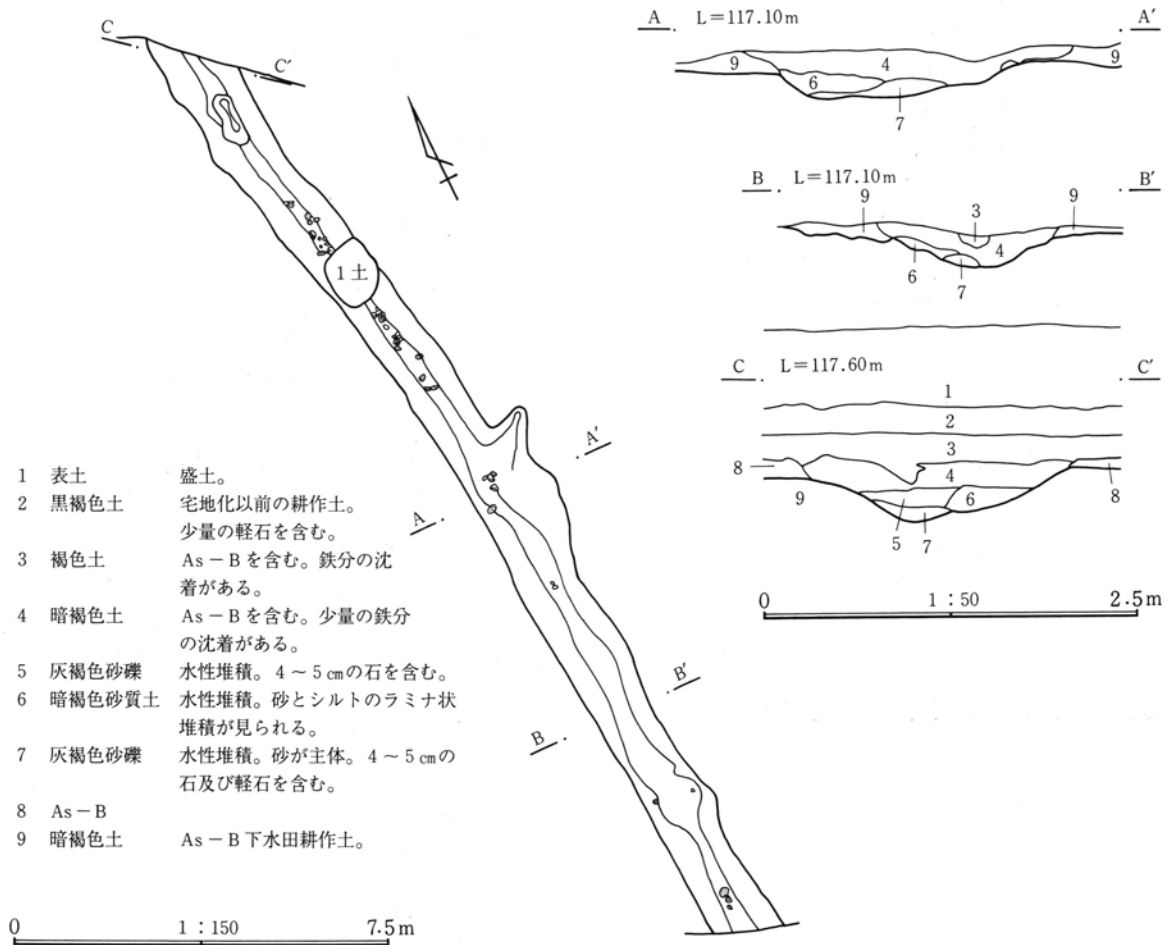 C
C′
1土
A
A′
B
B′
A L＝117.10m A′
9 4 9
6
7
B L＝117.10m B′
9 3 9
4
6
7
C L＝117.60m C′
1
2
3
8 4
9 6 8
5 7
0 1：50 2.5m
1 表土 盛土。
2 黒褐色土 宅地化以前の耕作土。
少量の軽石を含む。
3 褐色土 As－Bを含む。鉄分の沈
着がある。
4 暗褐色土 As－Bを含む。少量の鉄分
の沈着がある。
5 灰褐色砂礫 水性堆積。4～5㎝の石を含む。
6 暗褐色砂質土 水性堆積。砂とシルトのラミナ状
堆積が見られる。
7 灰褐色砂礫 水性堆積。砂が主体。4～5㎝の
石及び軽石を含む。
8 As－B
9 暗褐色土 As－B下水田耕作土。
0 1：150 7.5m